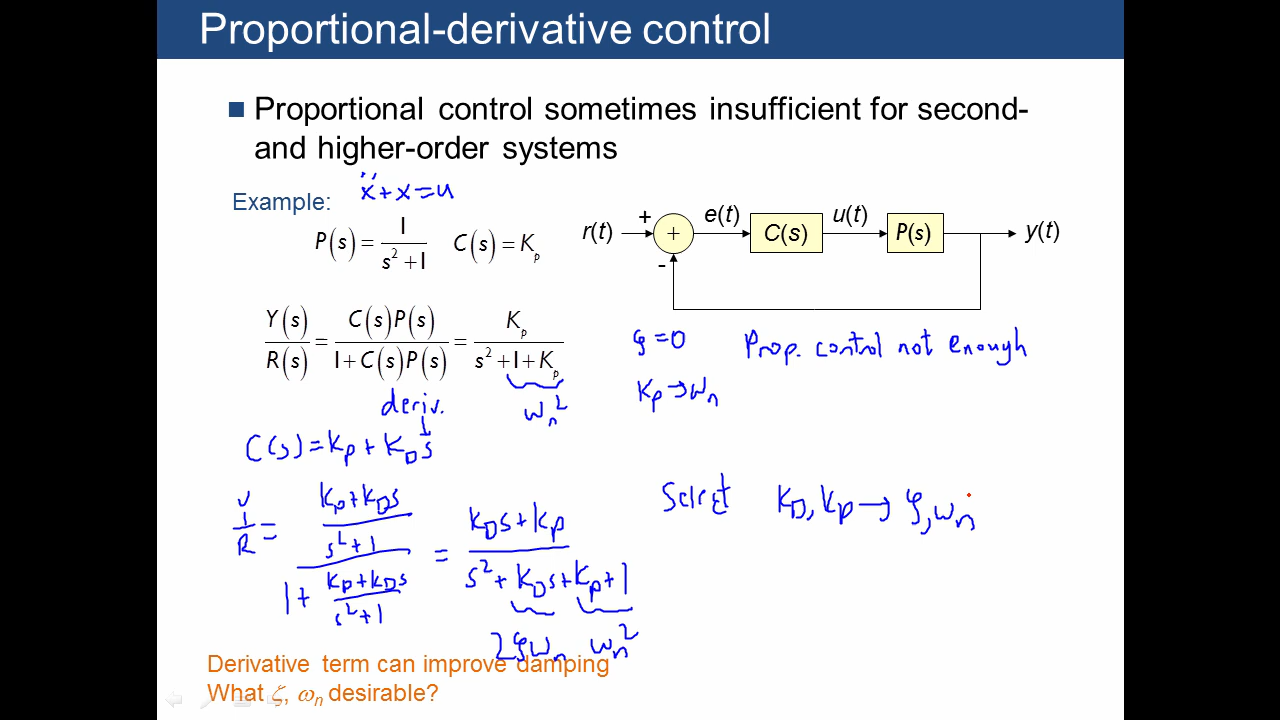 Proportional-derivative control
Proportional control sometimes insufficient for second-
and higher-order systems
Example:
ẍ+x=u
P(s) = 1/(s²+1)   C(s) = K_p
Y(s)/R(s) = C(s)P(s)/(1+C(s)P(s)) = K_p/(s²+1+K_p)
ω_n²
r(t) + + - e(t) C(s) u(t) P(s) y(t)
ζ=0 Prop. control not enough
K_p → ω_n
deriv.
C(s) = K_p + K_D s
Y/R = ((K_p+K_D s)/(s²+1))/(1+(K_p+K_D s)/(s²+1)) = (K_D s+K_p)/(s²+K_D s+K_p+1)
2ζω_n ω_n²
Select K_D, K_p → ζ, ω_n
Derivative term can improve damping
What ζ, ω_n desirable?